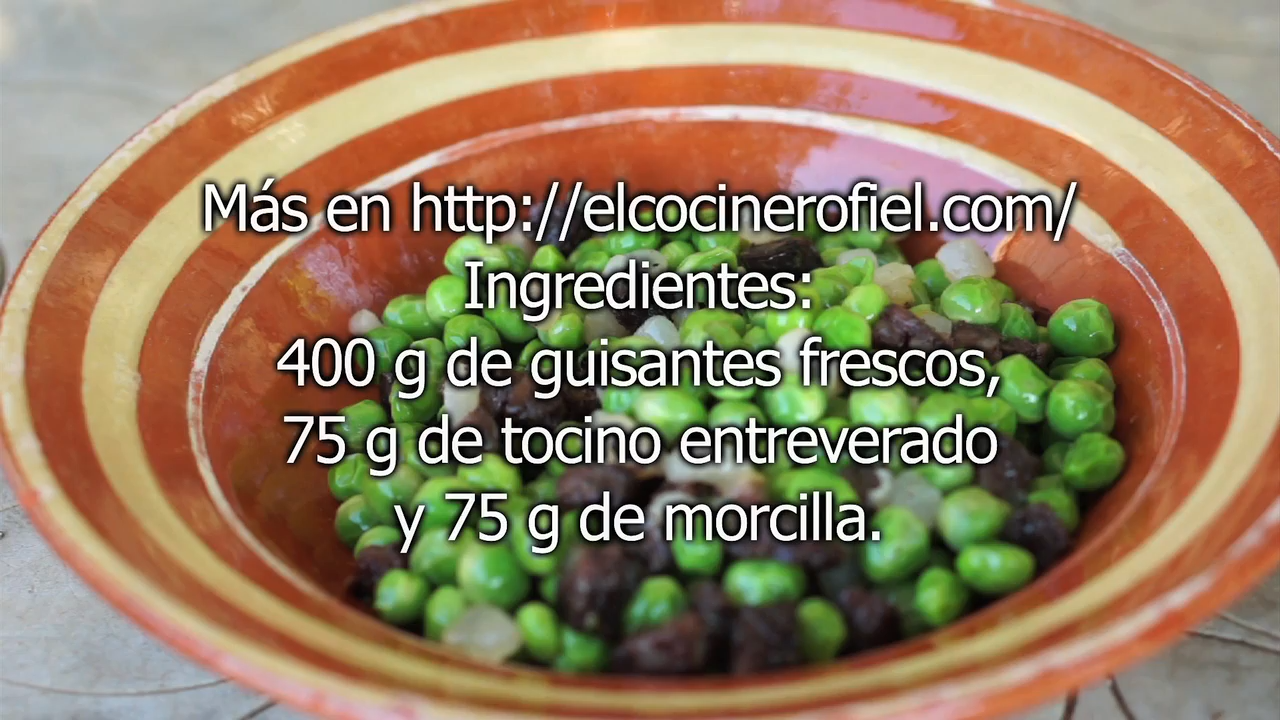 Más en http://elcocinerofiel.com/
Ingredientes:
400 g de guisantes frescos,
75 g de tocino entreverado
y 75 g de morcilla.